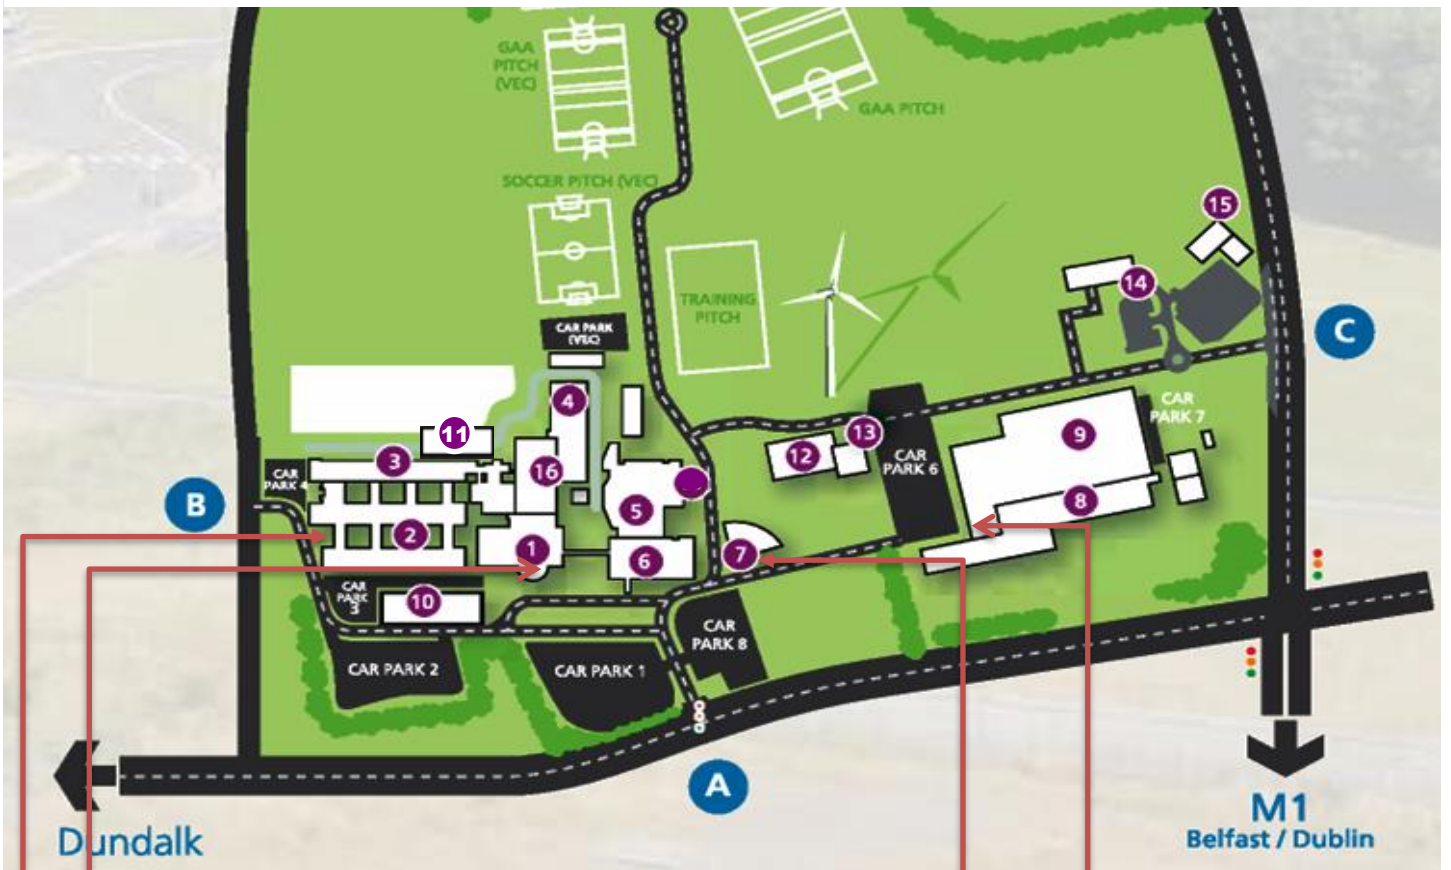 GAA
PITCH
(VEC)
GAA PITCH
SOCCER PITCH (VEC)
15
14
TRAINING
PITCH
C
CAR PARK
(VEC)
4
CAR
PARK 7
11
13
9
3
12
CAR
PARK 6
16
CAR
PARK 4
B
5
8
2
1
6
7
CAR
PARK
3
10
CAR
PARK 8
CAR PARK 2
CAR PARK 1
A
M1
Belfast / Dublin
Dundalk